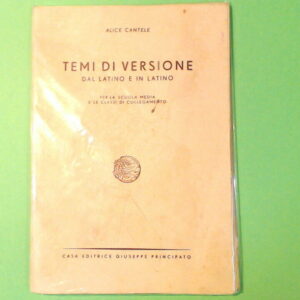 ALICE CANTELE
TEMI DI VERSIONE
DAL LATINO E IN LATINO
PER LA SCUOLA MEDIA
E LE CLASSI DI COLLEGAMENTO
CASA EDITRICE GIUSEPPE PRINCIPATO